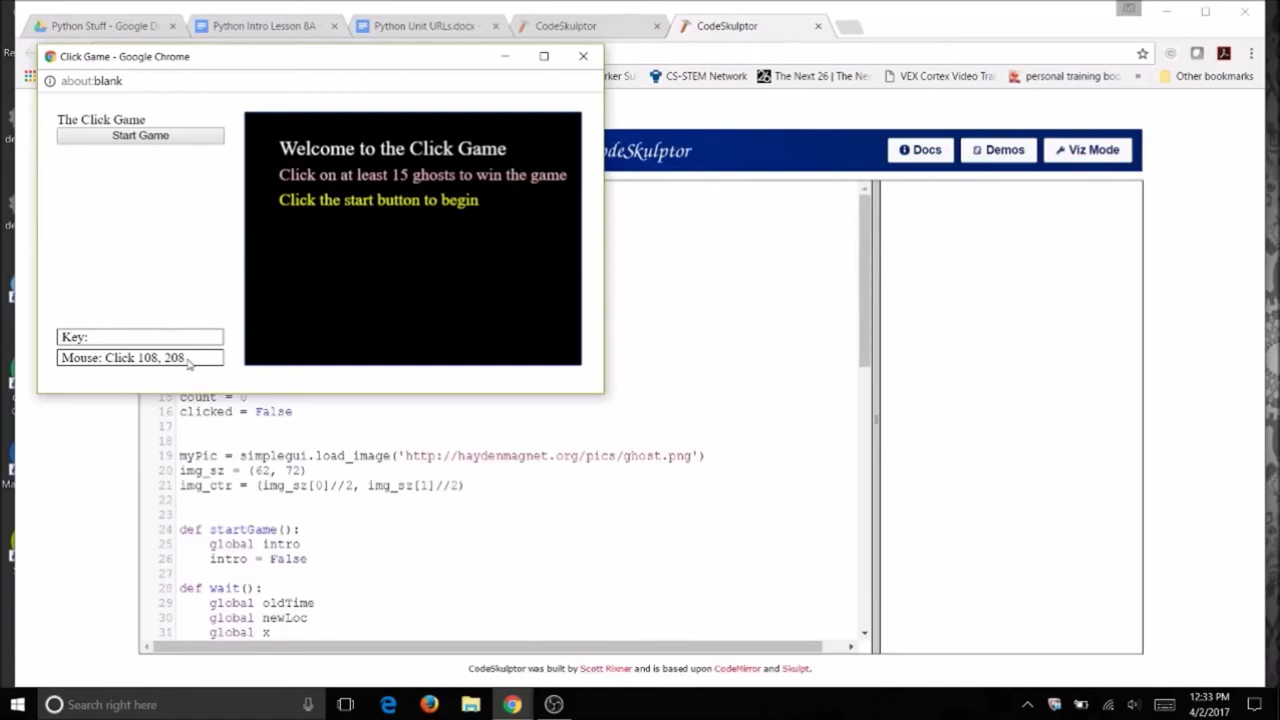 Python Stuff - Google D
Python Intro Lesson 8A -
Python Unit URLs.docx -
CodeSkulptor
CodeSkulptor
Click Game - Google Chrome
about:blank
rker Su
CS-STEM Network
The Next 26 | The Ne
VEX Cortex Video Tra
personal training boo
»
Other bookmarks
The Click Game
Start Game
Welcome to the Click Game
Click on at least 15 ghosts to win the game
Click the start button to begin
Key:
Mouse: Click 108, 208
odeSkulptor
Docs
Demos
Viz Mode
15 count = 0
16 clicked = False
17
18
19 myPic = simplegui.load_image('http://haydenmagnet.org/pics/ghost.png')
20 img_sz = (62, 72)
21 img_ctr = (img_sz[0]//2, img_sz[1]//2)
22
23
24 def startGame():
25 global intro
26 intro = False
27
28 def wait():
29 global oldTime
30 global newLoc
31 global x
CodeSkulptor was built by Scott Rixner and is based upon CodeMirror and Skulpt.
Search right here
12:33 PM
4/2/2017